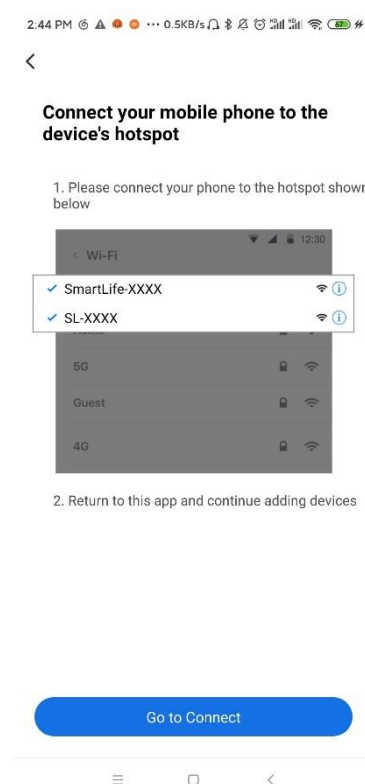 2:44 PM ··· 0.5KB/s 67
Connect your mobile phone to the
device's hotspot
1. Please connect your phone to the hotspot shown
below
12:30
Wi-Fi
SmartLife-XXXX
SL-XXXX
5G
Guest
4G
2. Return to this app and continue adding devices
Go to Connect